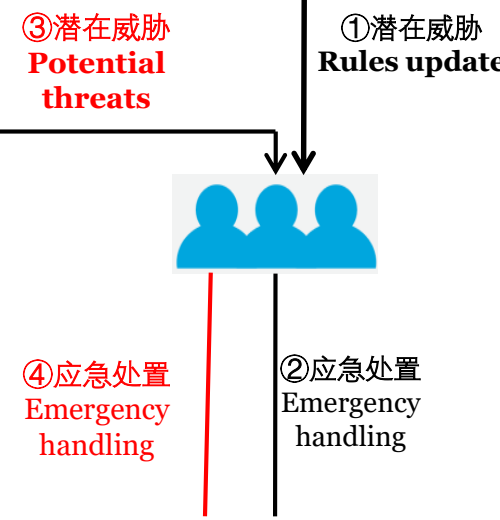 ③潜在威胁
Potential
threats
①潜在威胁
Rules update
④应急处置
Emergency
handling
②应急处置
Emergency
handling